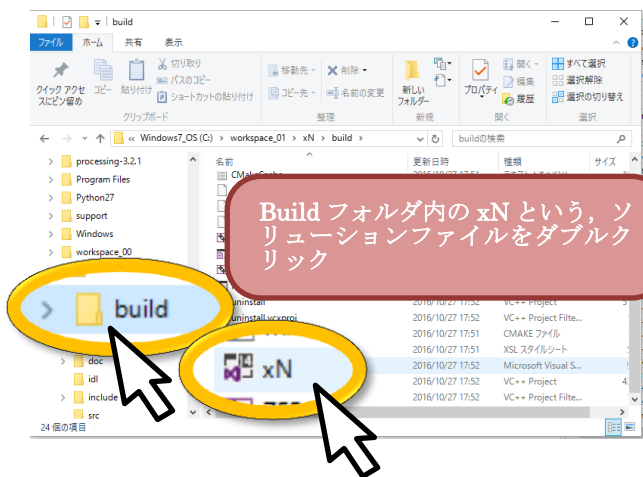 build
ファイル ホーム 共有 表示
クイック アクセスにピン留め
コピー
貼り付け
切り取り
パスのコピー
ショートカットの貼り付け
移動先
コピー先
削除
名前の変更
新しいフォルダー
プロパティ
開く
編集
履歴
すべて選択
選択解除
選択の切り替え
クリップボード 整理 新規 開く 選択
« Windows7_OS (C:) › workspace_01 › xN › build ›
buildの検索
名前 更新日時 種類 サイズ
processing-3.2.1
Program Files
Python27
support
Windows
workspace_00
Build フォルダ内の xN という，ソ
リューションファイルをダブルク
リック
build
uninstall 2016/10/27 17:52 VC++ Project
uninstall.vcxproj 2016/10/27 17:52 VC++ Project Filte...
2016/10/27 17:51 CMAKE ファイル
2016/10/27 17:51 XSL スタイルシート
xN
2016/10/27 17:52 Microsoft Visual S...
2016/10/27 17:52 VC++ Project
2016/10/27 17:52 VC++ Project Filte...
doc
idl
include
src
24 個の項目